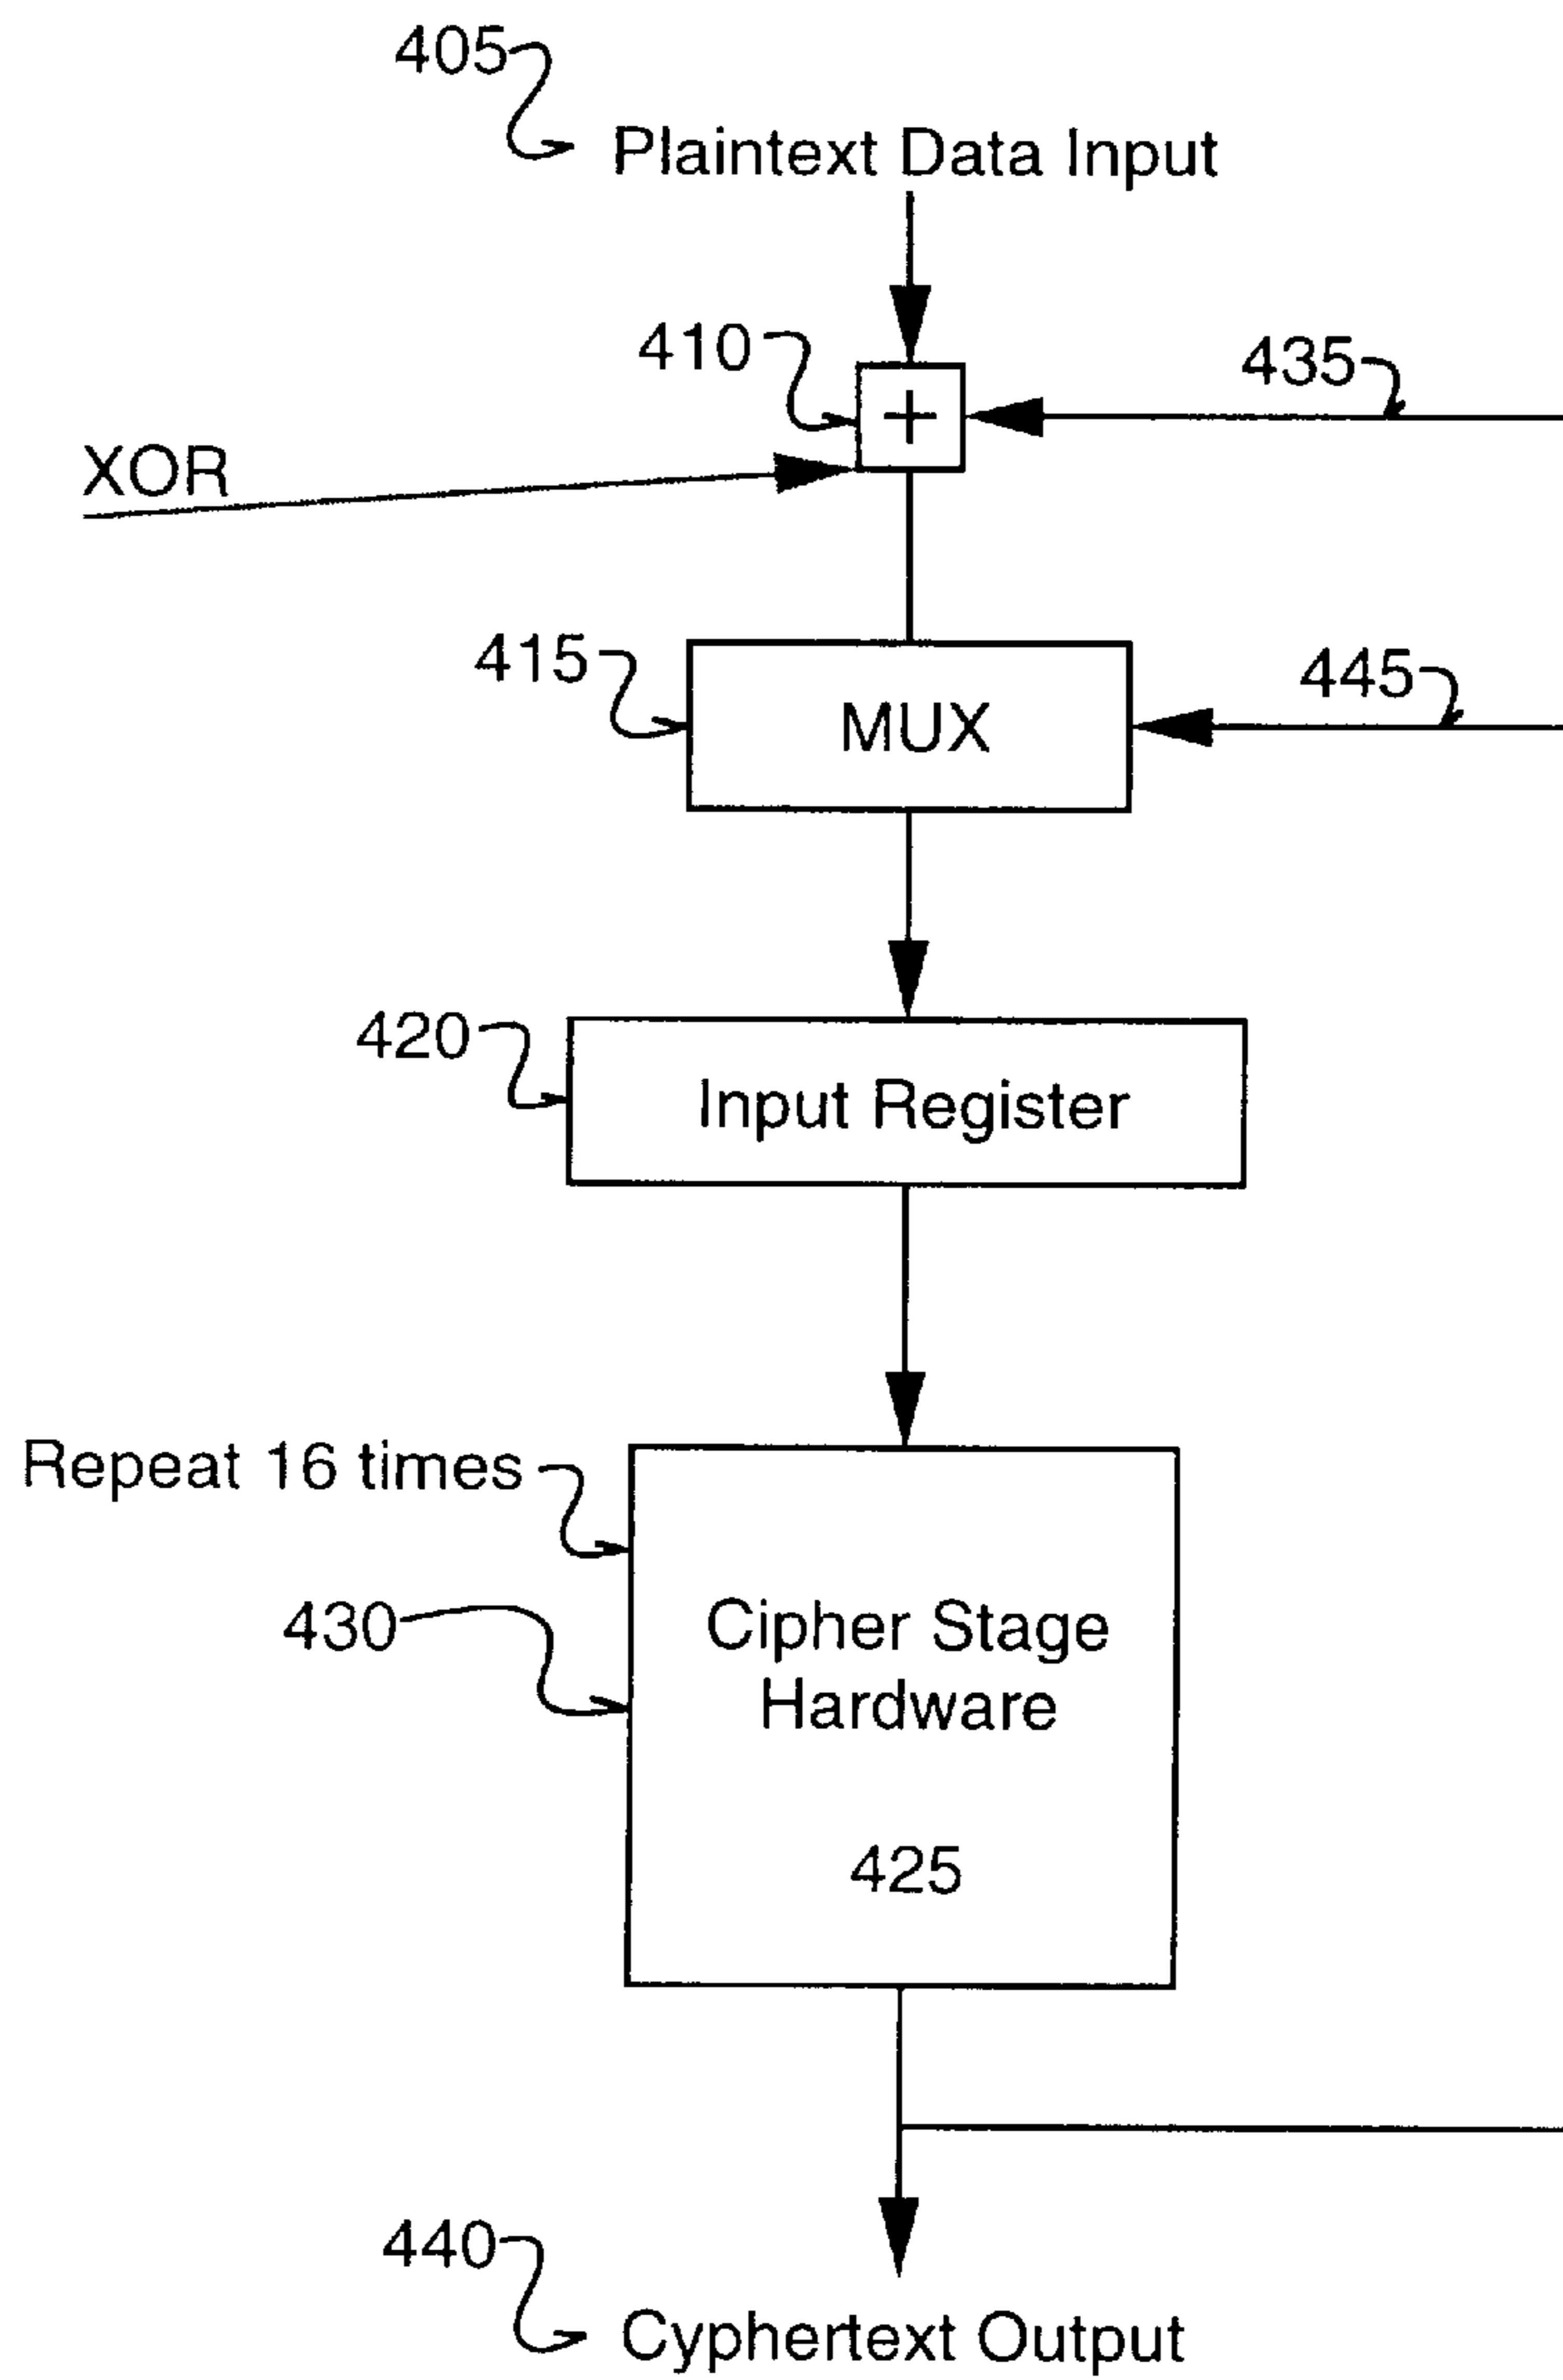 405
Plaintext Data Input
410
+
435
XOR
415
MUX
445
420
Input Register
Repeat 16 times
430
Cipher Stage
Hardware
425
440
Cyphertext Output